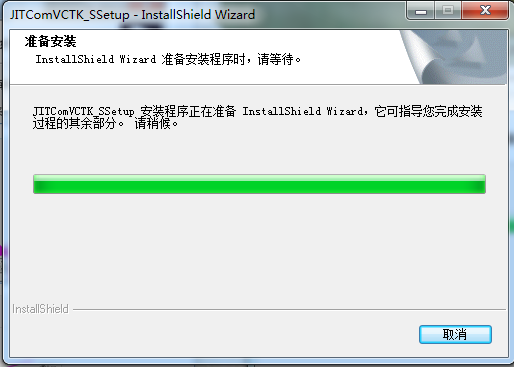 JITComVCTK_SSetup - InstallShield Wizard
准备安装
InstallShield Wizard 准备安装程序时，请等待。
JITComVCTK_SSetup 安装程序正在准备 InstallShield Wizard，它可指导您完成安装
过程的其余部分。 请稍候。
InstallShield
取消